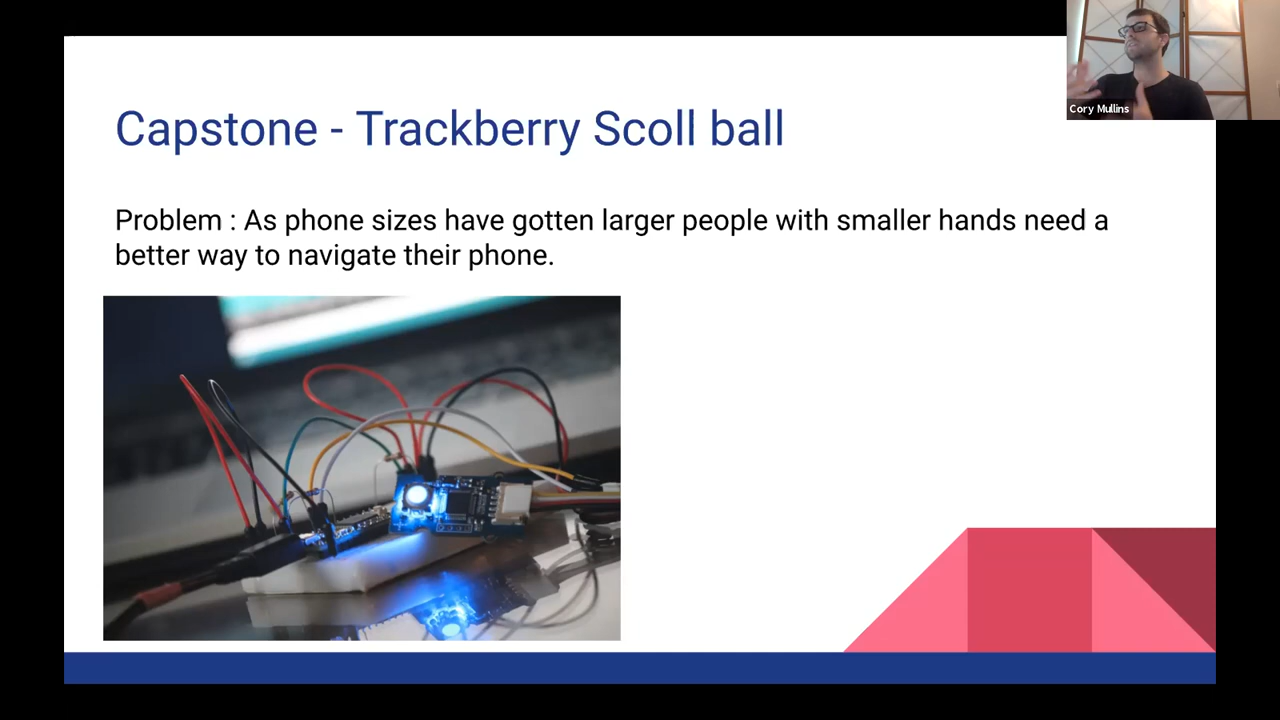 Capstone - Trackberry Scoll ball
Problem : As phone sizes have gotten larger people with smaller hands need a
better way to navigate their phone.
Cory Mullins